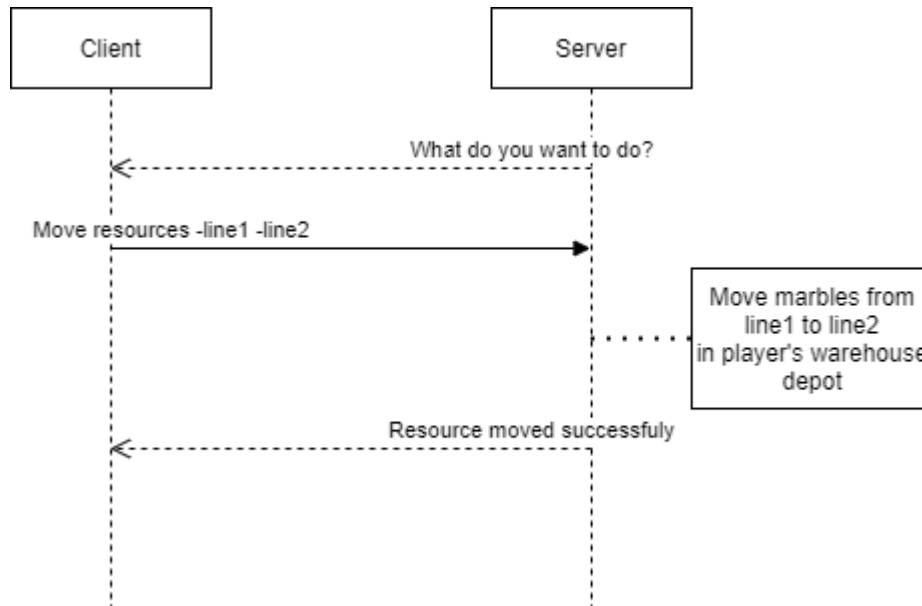 Client
Server
What do you want to do?
Move resources -line1 -line2
Move marbles from
line1 to line2
in player's warehouse
depot
Resource moved successfuly